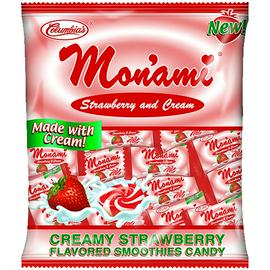 Columbia's
New!
Mon'ami
Strawberry and Cream
Made with
Cream!
CREAMY STRAWBERRY
FLAVORED SMOOTHIES CANDY